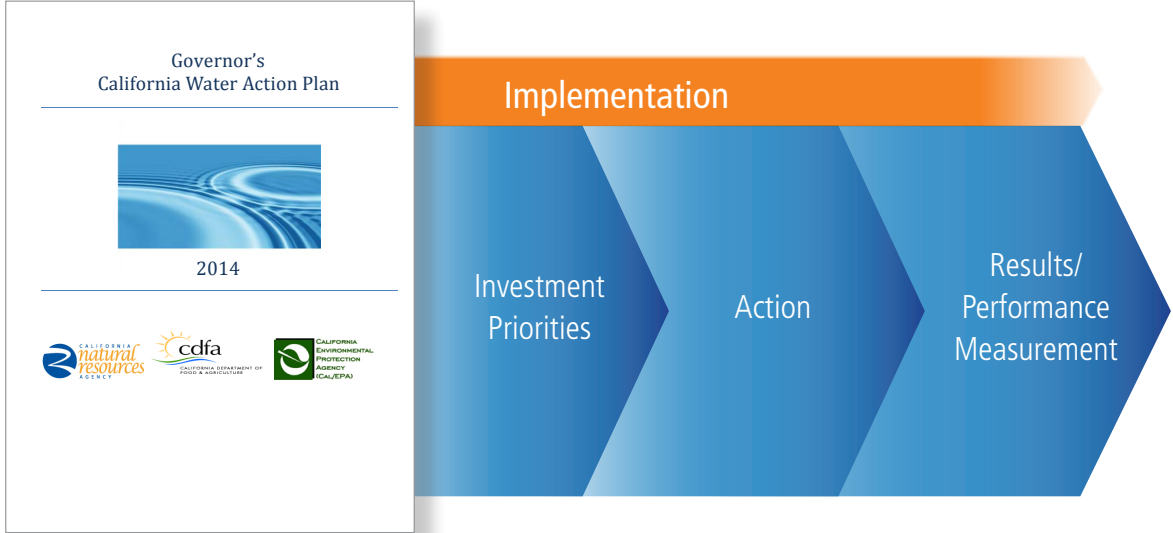 Governor's
California Water Action Plan
2014
CALIFORNIA
natural
resources
AGENCY
cdfa
CALIFORNIA DEPARTMENT OF
FOOD & AGRICULTURE
CALIFORNIA
ENVIRONMENTAL
PROTECTION
AGENCY
(CAL/EPA)
Implementation
Investment
Priorities
Action
Results/
Performance
Measurement